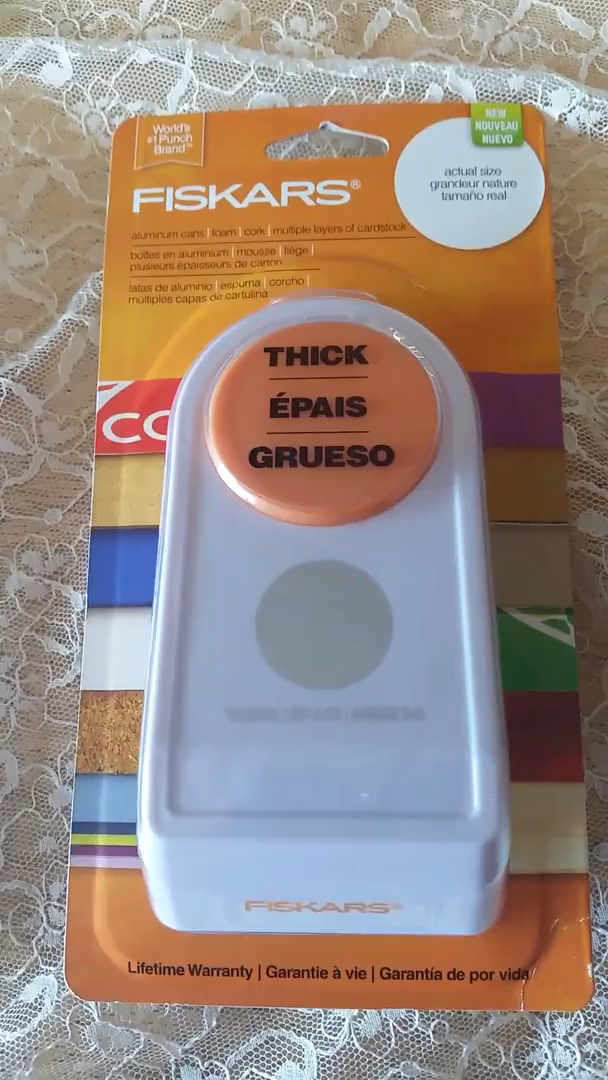 World's
#1 Punch
Brand™
NEW
NOUVEAU
NUEVO
actual size
grandeur nature
tamaño real
FISKARS®
aluminum cans | foam | cork | multiple layers of cardstock
boîtes en aluminium | mousse | liège |
plusieurs épaisseurs de carton
latas de aluminio | espuma | corcho |
múltiples capas de cartulina
THICK
ÉPAIS
GRUESO
CO
FISKARS®
Lifetime Warranty | Garantie à vie | Garantía de por vida